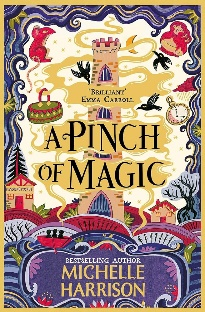 'BRILLIANT'
EMMA CARROLL
A PINCH
OF MAGIC
BESTSELLING AUTHOR
MICHELLE
HARRISON